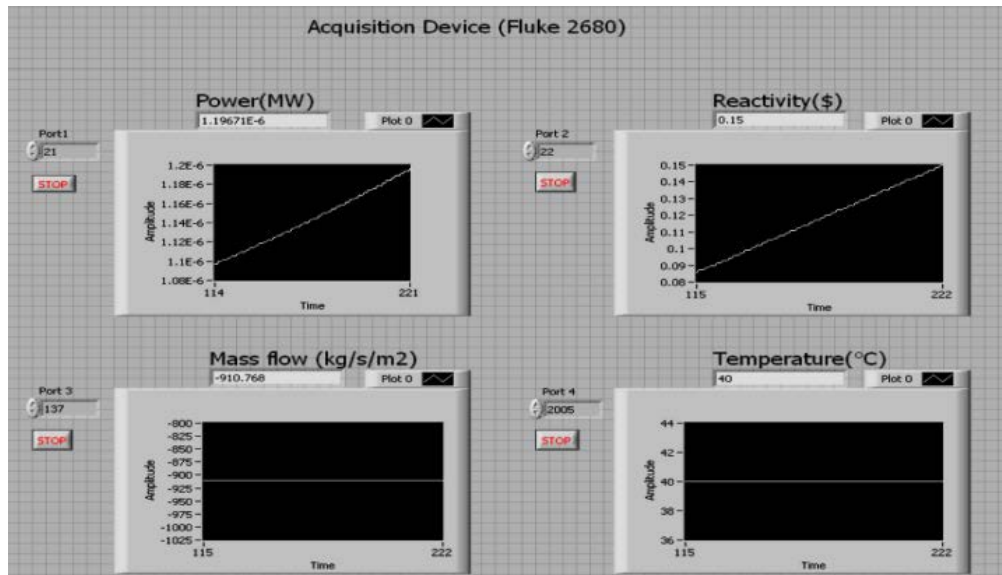 Acquisition Device (Fluke 2680)
Power(MW)
1.19671E-6
Plot 0
Port1
21
STOP
1.2E-6
1.18E-6
1.16E-6
1.14E-6
1.12E-6
1.1E-6
1.08E-6
Amplitude
114
221
Time
Reactivity($)
0.15
Plot 0
Port 2
22
STOP
0.15
0.14
0.13
0.12
0.11
0.1
0.09
0.08
Amplitude
115
222
Time
Mass flow (kg/s/m2)
-910.768
Plot 0
Port 3
137
STOP
-800
-825
-850
-875
-900
-925
-950
-975
-1000
-1025
Amplitude
115
222
Time
Temperature(°C)
40
Plot 0
Port 4
2005
STOP
44
42
40
38
36
Amplitude
115
222
Time